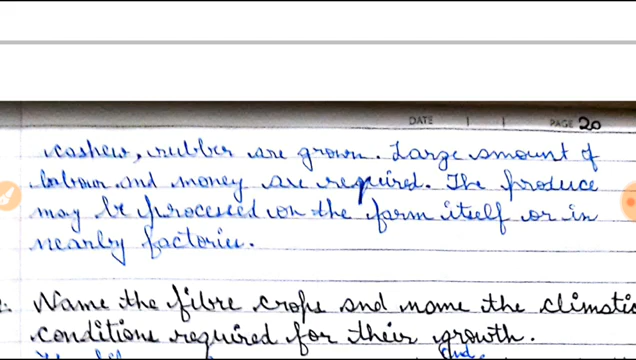 DATE
PAGE 20
cashew, rubber are grown. Large amount of
labour and money are required. The produce
may be processed on the farm itself or in
nearby factories.
Name the fibre crops and name the climatic
conditions required for their growth.